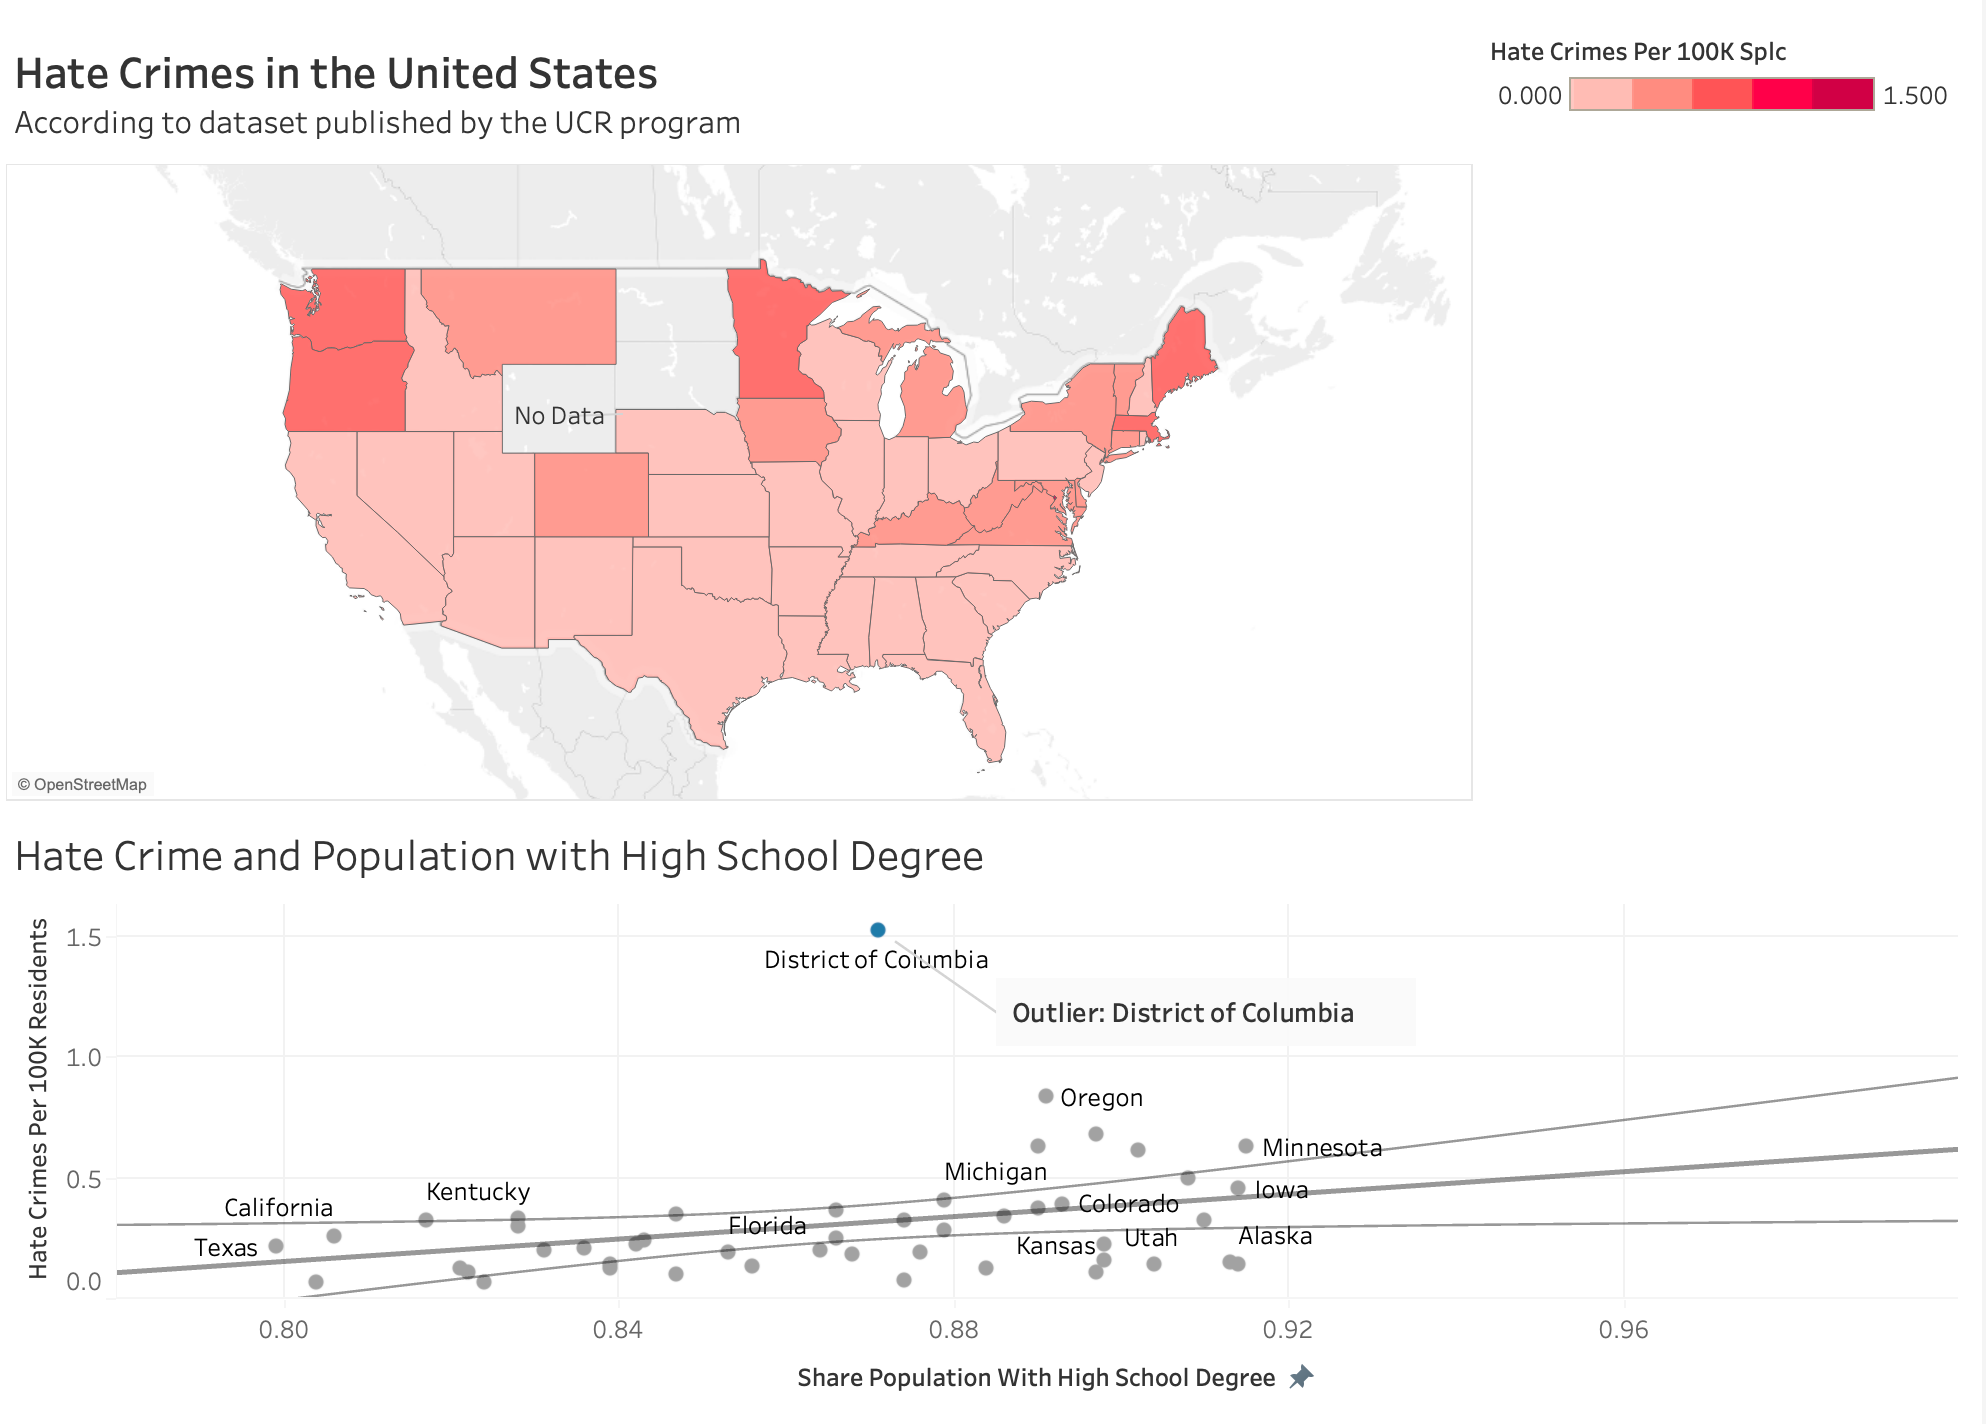 Hate Crimes in the United States
According to dataset published by the UCR program
Hate Crimes Per 100K Splc
0.000 1.500
No Data
© OpenStreetMap
Hate Crime and Population with High School Degree
Hate Crimes Per 100K Residents
1.5
1.0
0.5
0.0
District of Columbia
Outlier: District of Columbia
Oregon
Minnesota
Michigan
Kentucky
Iowa
California
Colorado
Florida
Texas
Kansas
Utah
Alaska
0.80 0.84 0.88 0.92 0.96
Share Population With High School Degree